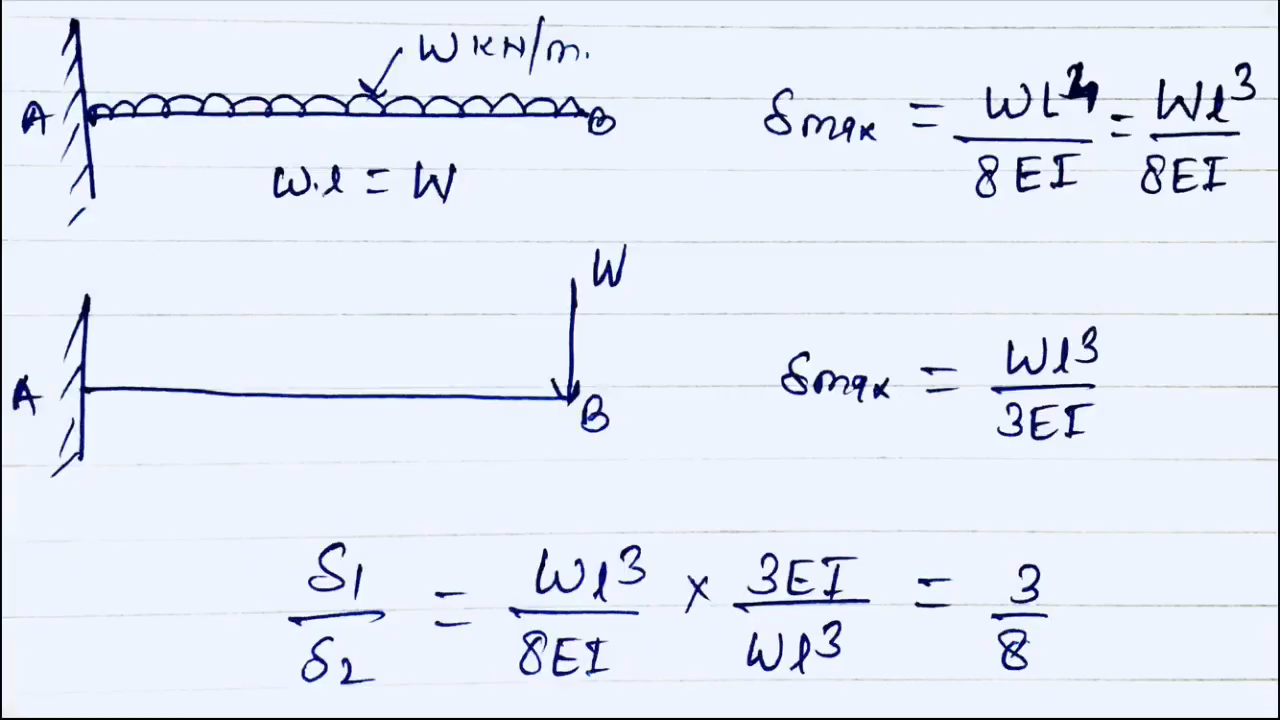 W KN/m.
A B
w.l = W
δmax = wl⁴/8EI = Wl³/8EI
W
A B
δmax = Wl³/3EI
δ1/δ2 = Wl³/8EI × 3EI/Wl³ = 3/8